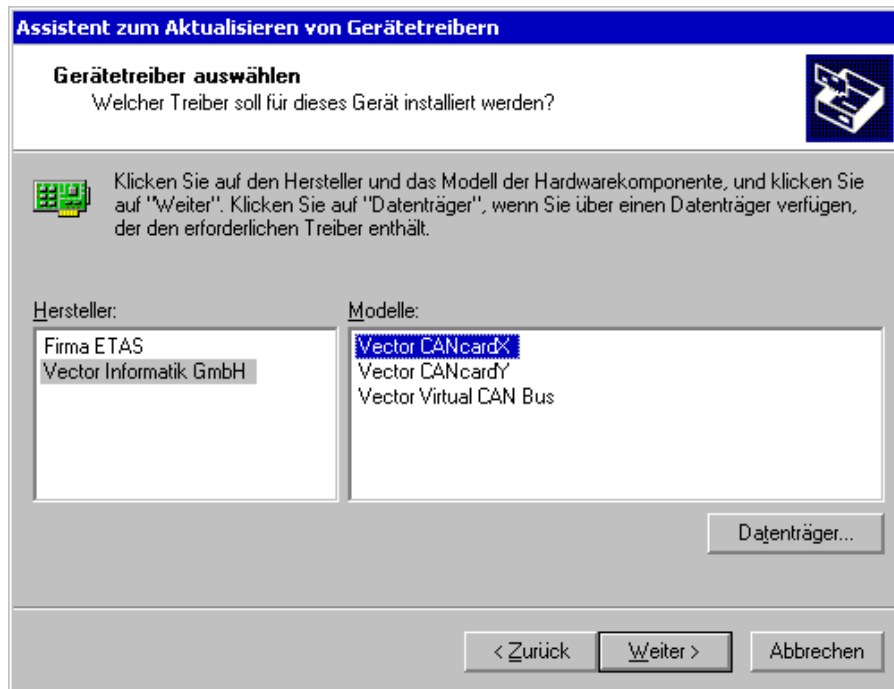 Assistent zum Aktualisieren von Gerätetreibern
Gerätetreiber auswählen
Welcher Treiber soll für dieses Gerät installiert werden?
Klicken Sie auf den Hersteller und das Modell der Hardwarekomponente, und klicken Sie
auf "Weiter". Klicken Sie auf "Datenträger", wenn Sie über einen Datenträger verfügen,
der den erforderlichen Treiber enthält.
Hersteller:
Firma ETAS
Vector Informatik GmbH
Modelle:
Vector CANcardX
Vector CANcardY
Vector Virtual CAN Bus
Datenträger...
< Zurück
Weiter >
Abbrechen